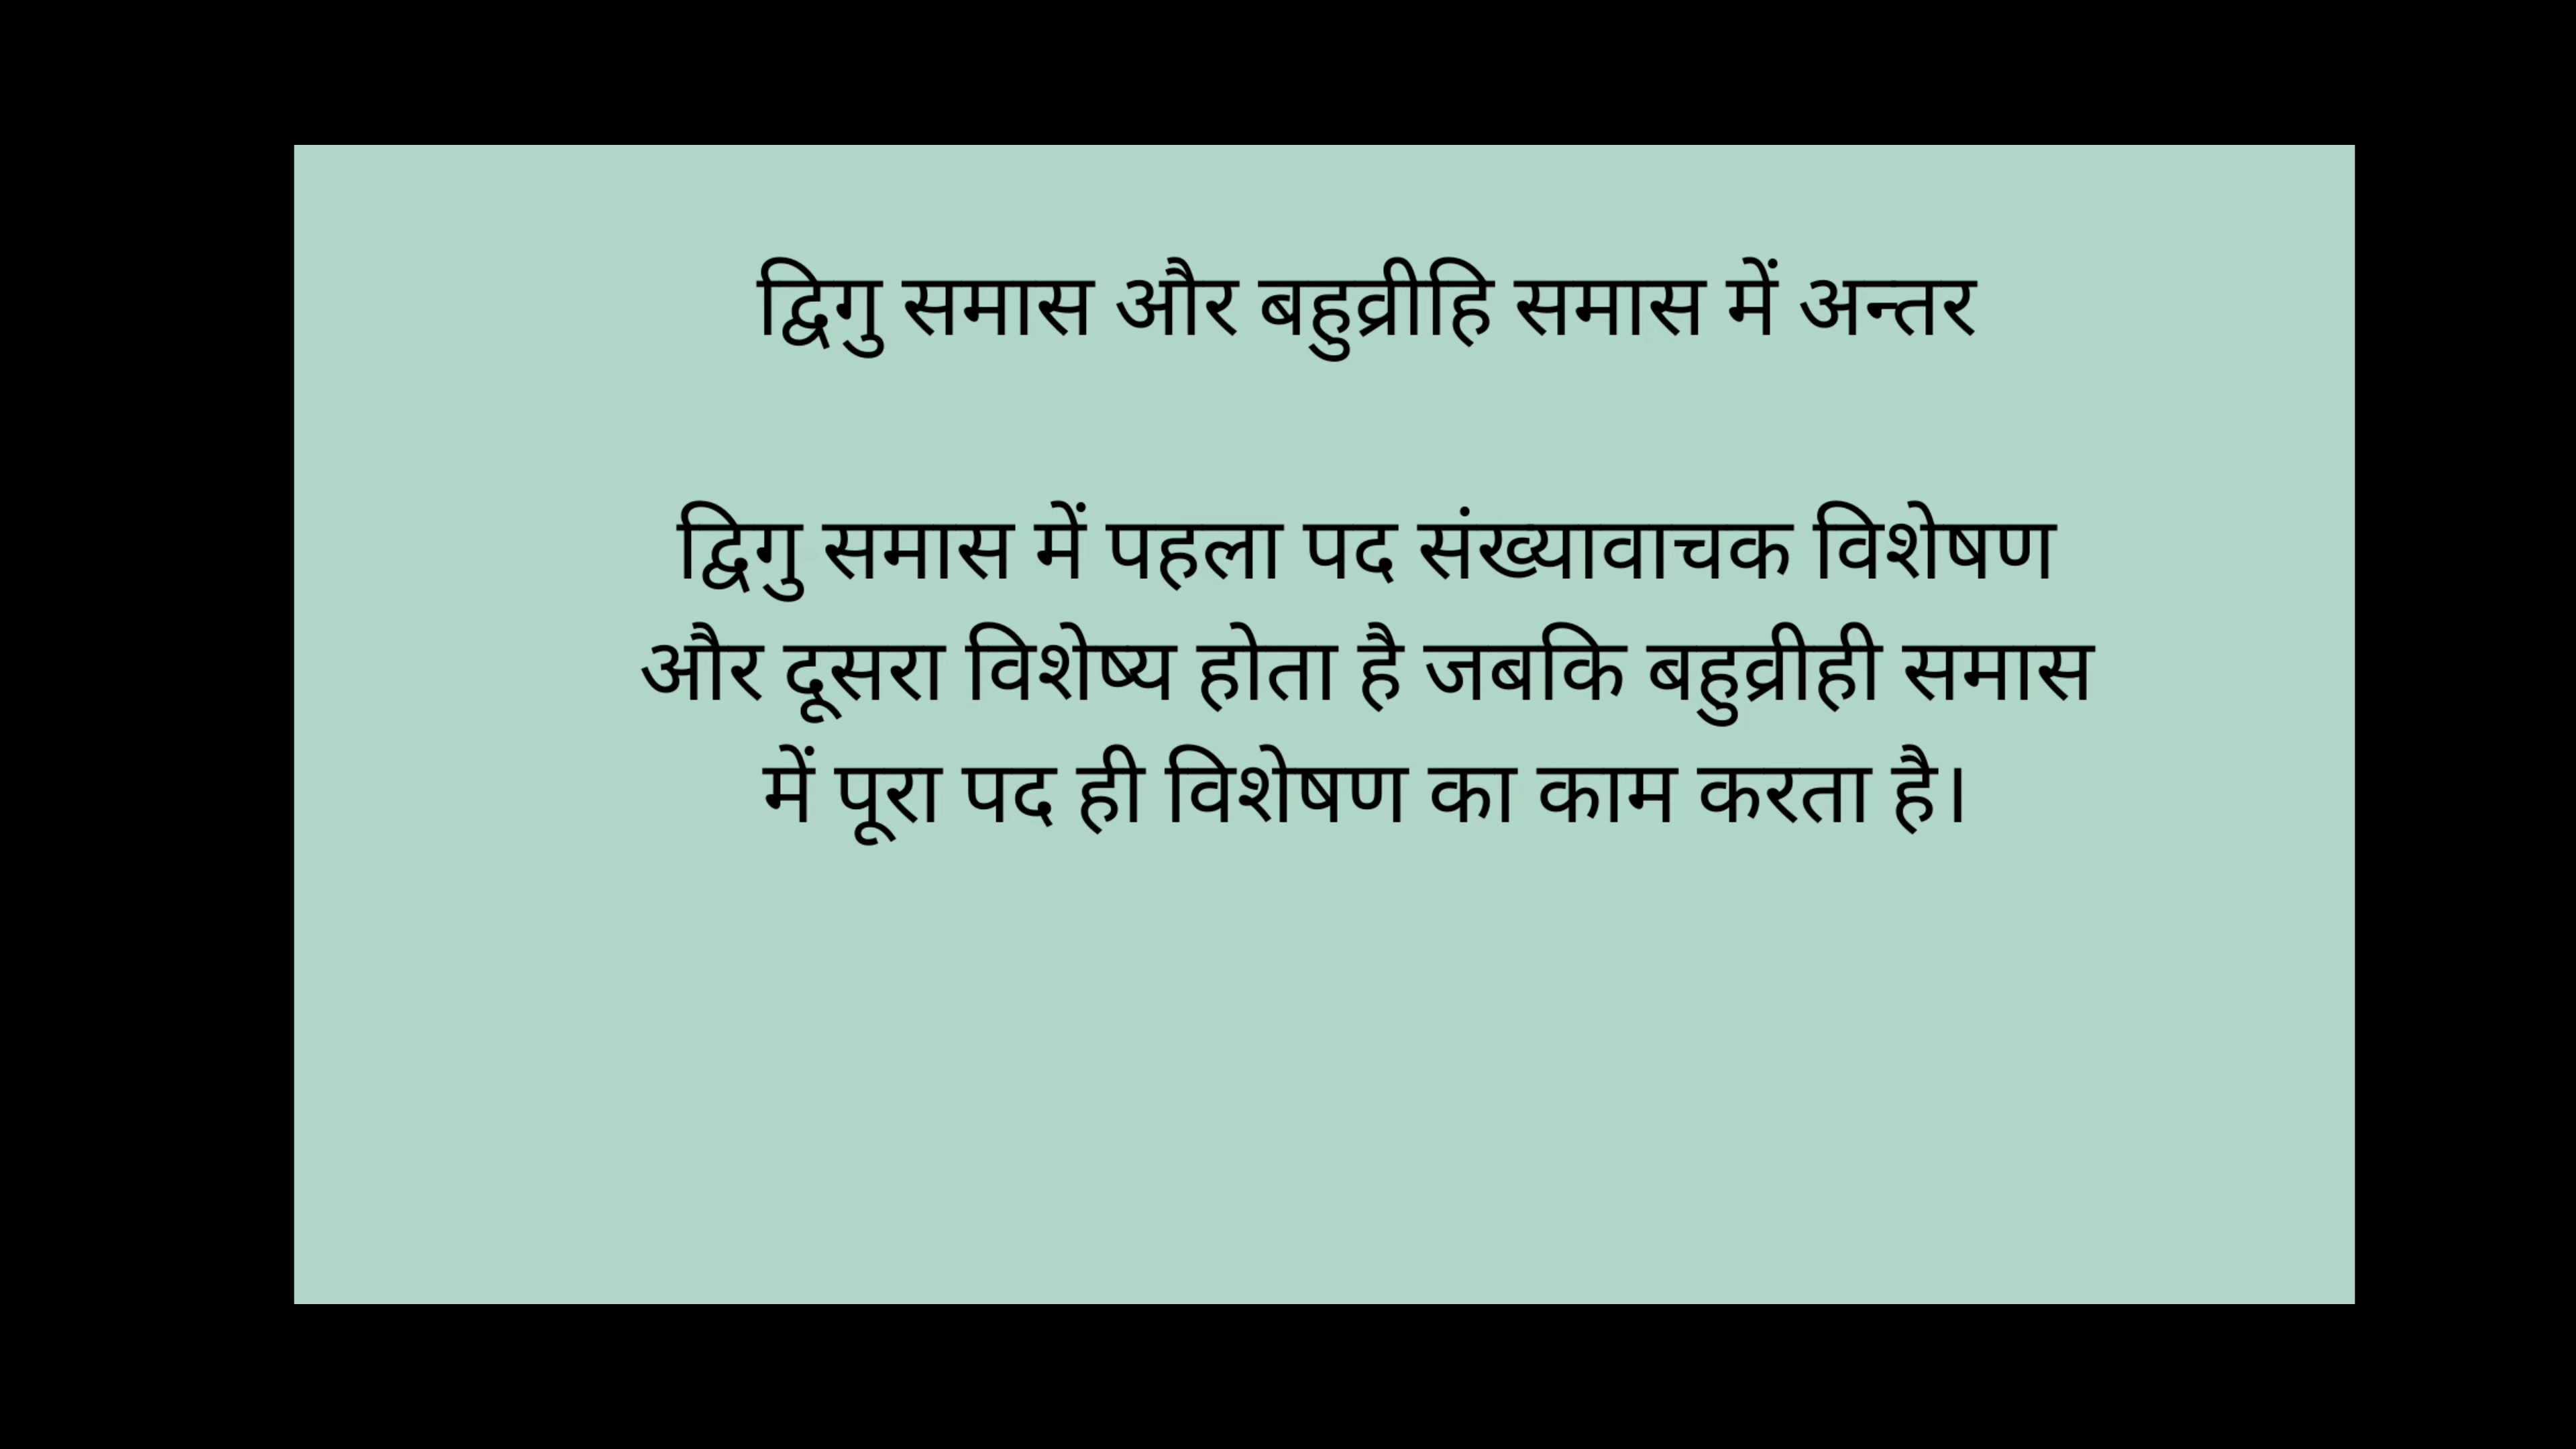 द्विगु समास और बहुव्रीहि समास में अन्तर
द्विगु समास में पहला पद संख्यावाचक विशेषण
और दूसरा विशेष्य होता है जबकि बहुव्रीही समास
में पूरा पद ही विशेषण का काम करता है।